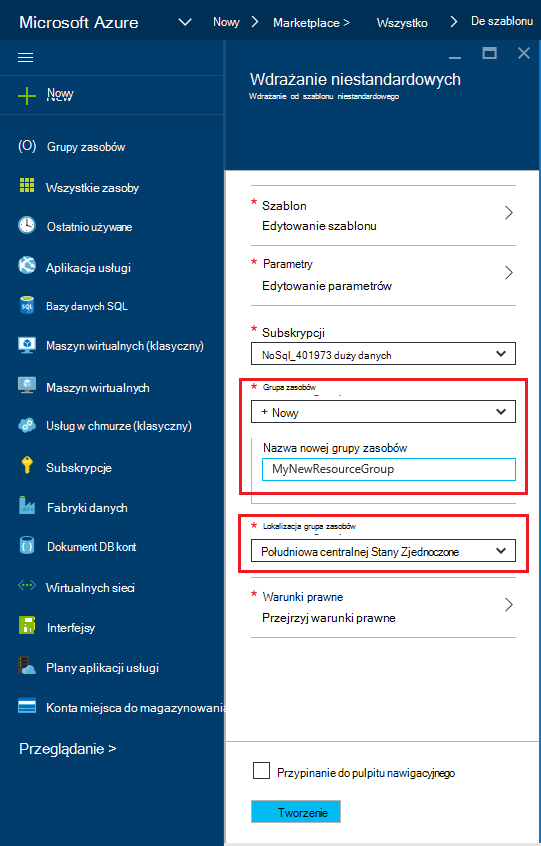 Microsoft Azure
Nowy
Marketplace >
Wszystko
De szablonu
Nowy
New
(O) Grupy zasobów
Wszystkie zasoby
Ostatnio używane
Aplikacja usługi
SQL
Bazy danych SQL
Maszyn wirtualnych (klasyczny)
Maszyn wirtualnych
Usług w chmurze (klasyczny)
Subskrypcje
Fabryki danych
Dokument DB kont
Wirtualnych sieci
Interfejsy
Plany aplikacji usługi
Konta miejsca do magazynowania
Przeglądanie >
Wdrażanie niestandardowych
Wdrażanie od szablonu niestandardowego
* Szablon
Edytowanie szablonu
* Parametry
Edytowanie parametrów
* Subskrypcji
NoSql_401973 duży danych
* Grupa zasobów
+ Nowy
Nazwa nowej grupy zasobów
MyNewResourceGroup
* Lokalizacja grupa zasobów
Południowa centralnej Stany Zjednoczone
* Warunki prawne
Przejrzyj warunki prawne
Przypinanie do pulpitu nawigacyjnego
Tworzenie